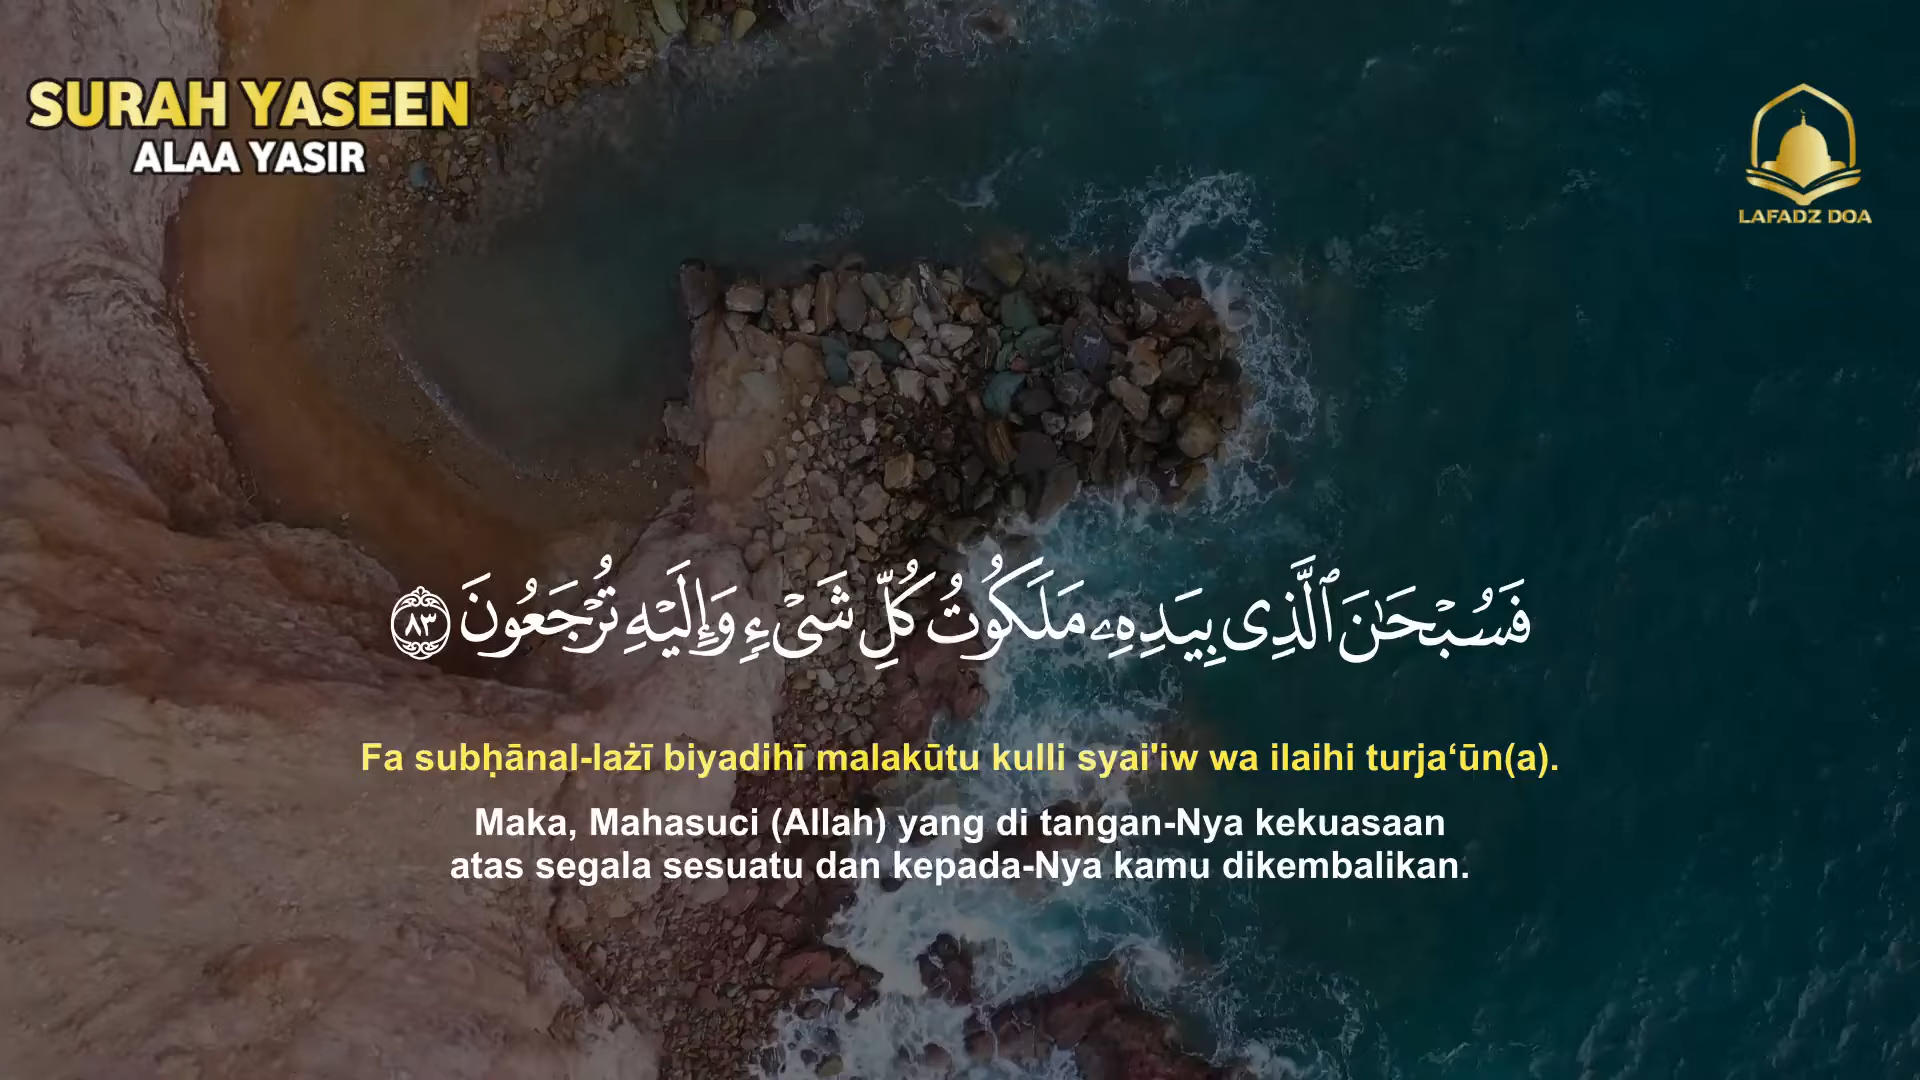 SURAH YASEEN
ALAA YASIR
LAFADZ DOA
فَسُبْحَـٰنَ ٱلَّذِى بِيَدِهِۦ مَلَكُوتُ كُلِّ شَىْءٍ وَإِلَيْهِ تُرْجَعُونَ ٨٣
Fa subḥānal-lażī biyadihī malakūtu kulli syai'iw wa ilaihi turja‘ūn(a).
Maka, Mahasuci (Allah) yang di tangan-Nya kekuasaan
atas segala sesuatu dan kepada-Nya kamu dikembalikan.